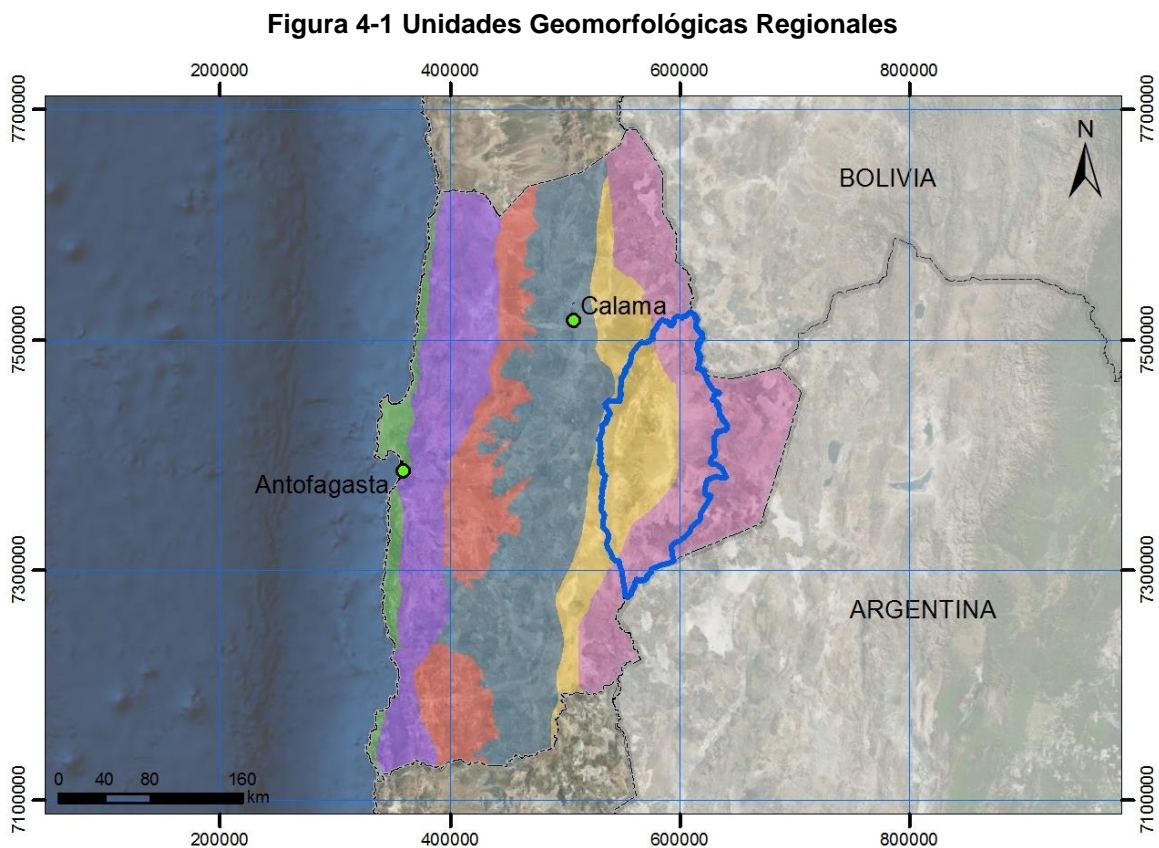 Figura 4-1 Unidades Geomorfológicas Regionales
200000 400000 600000 800000
7700000 7700000
N
BOLIVIA
Calama
7500000 7500000
Antofagasta
7300000 7300000
ARGENTINA
0 40 80 160
km
7100000 7100000
200000 400000 600000 800000